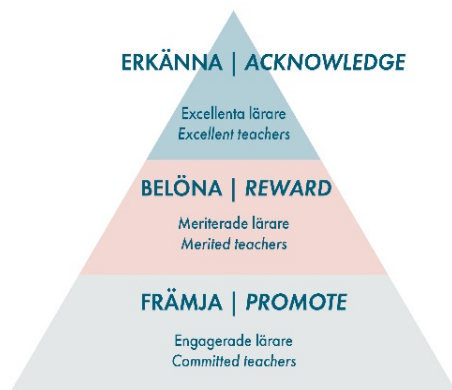 ERKÄNNA | ACKNOWLEDGE
Excellenta lärare
Excellent teachers
BELÖNA | REWARD
Meriterade lärare
Merited teachers
FRÄMJA | PROMOTE
Engagerade lärare
Committed teachers